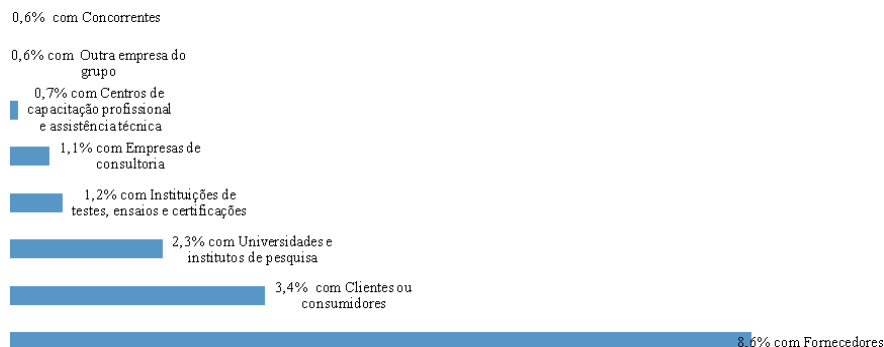 0,6% com Concorrentes
0,6% com Outra empresa do
grupo
0,7% com Centros de
capacitação profissional
e assistência técnica
1,1% com Empresas de
consultoria
1,2% com Instituições de
testes, ensaios e certificações
2,3% com Universidades e
institutos de pesquisa
3,4% com Clientes ou
consumidores
8,6% com Fornecedores